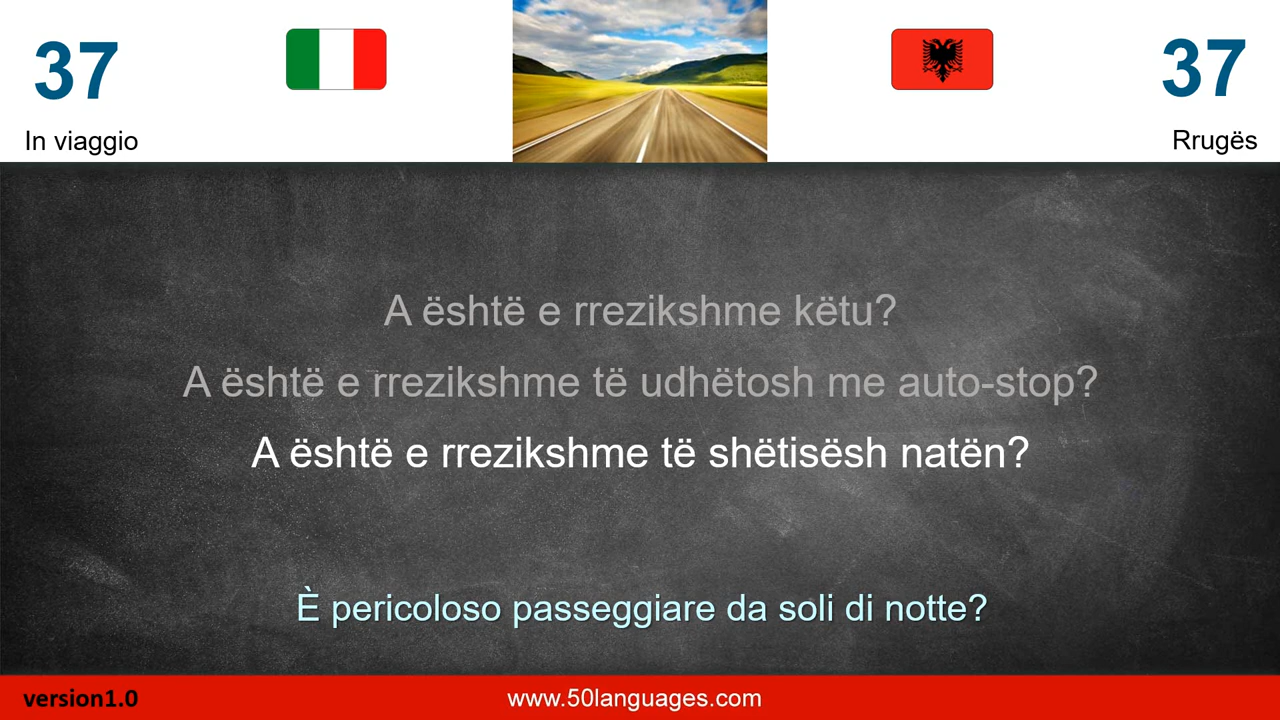 37
37
In viaggio
Rrugës
A është e rrezikshme këtu?
A është e rrezikshme të udhëtosh me auto-stop?
A është e rrezikshme të shëtisësh natën?
È pericoloso passeggiare da soli di notte?
version1.0
www.50languages.com